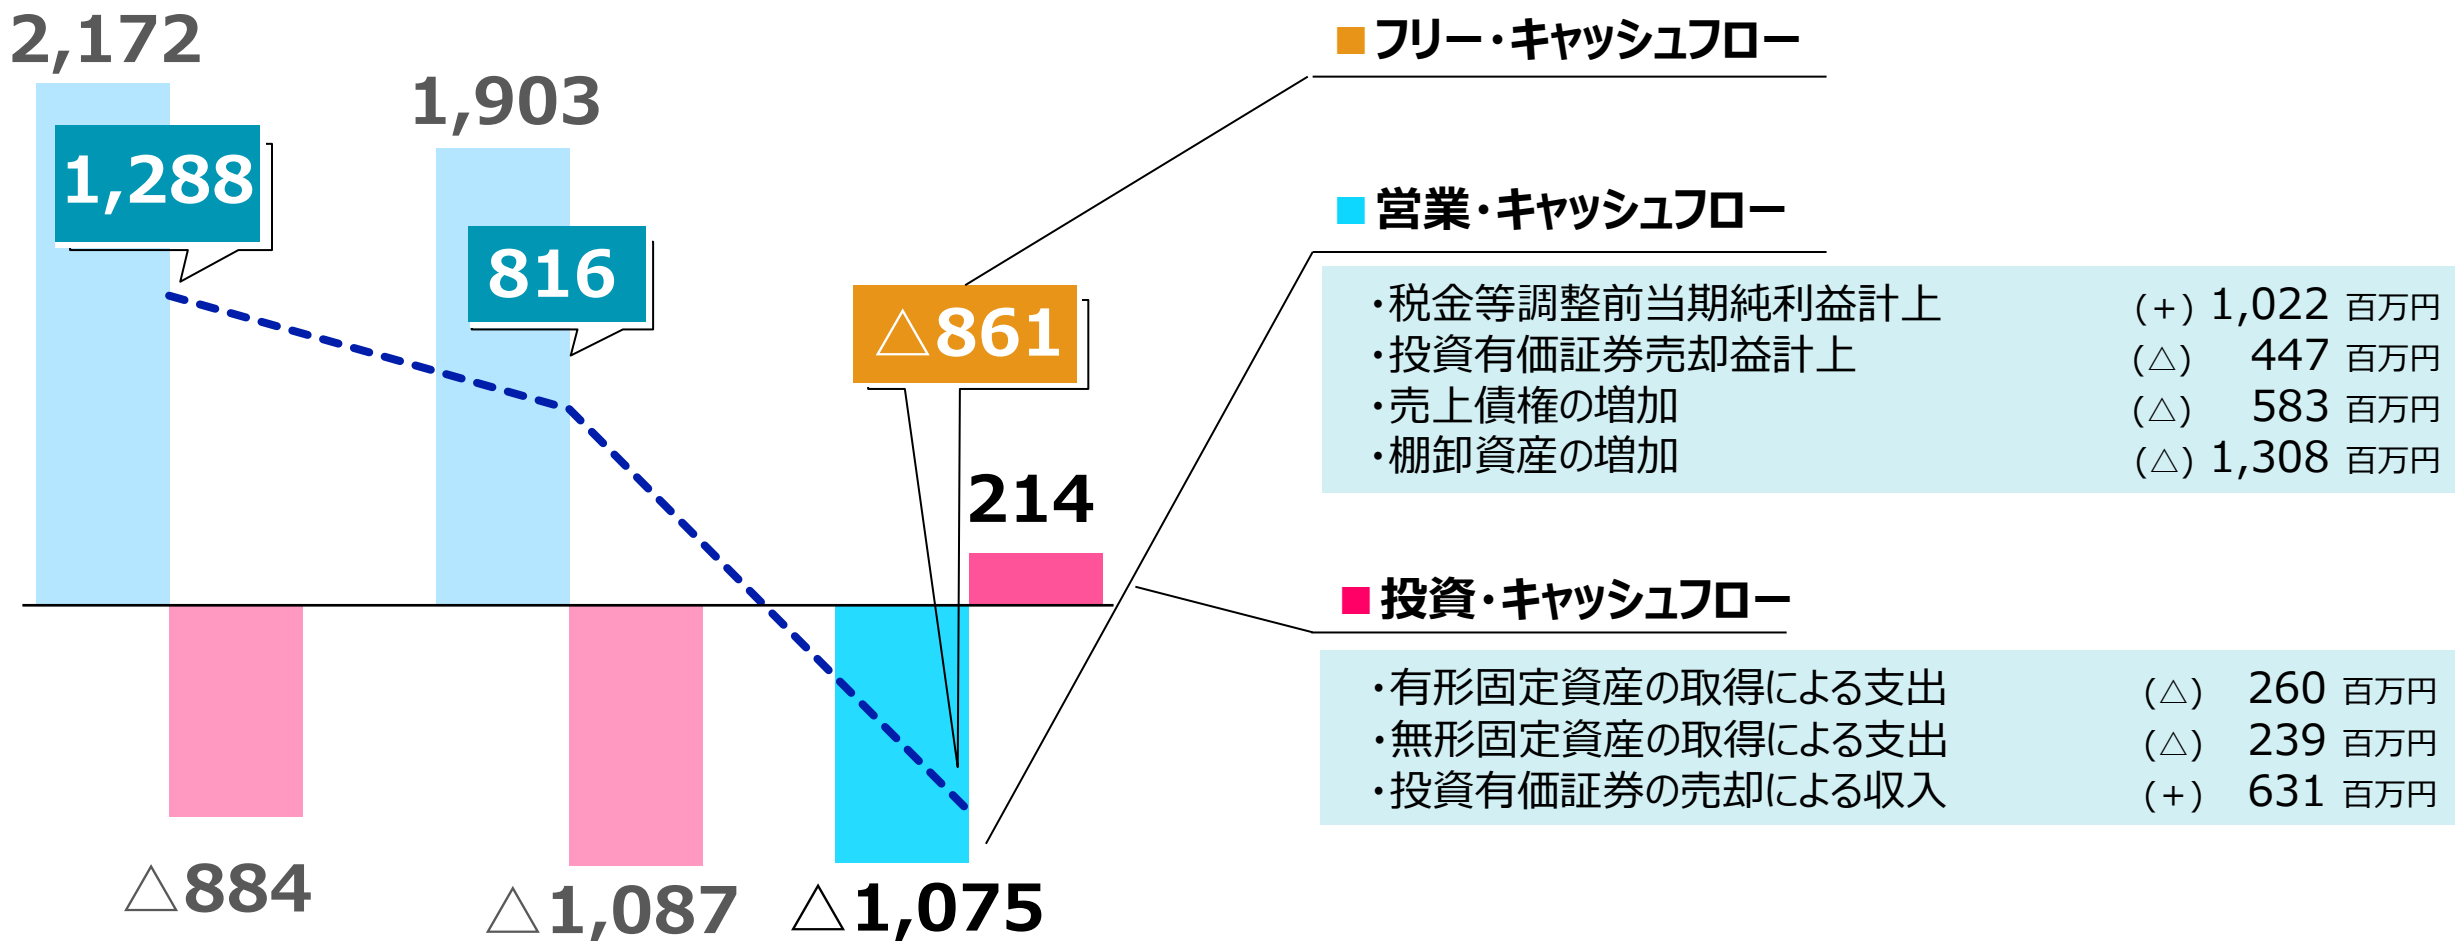 2,172
1,903
1,288
816
△861
214
△884
△1,087
△1,075
■フリー・キャッシュフロー
■営業・キャッシュフロー
・税金等調整前当期純利益計上 (+) 1,022 百万円
・投資有価証券売却益計上 (△) 447 百万円
・売上債権の増加 (△) 583 百万円
・棚卸資産の増加 (△) 1,308 百万円
■投資・キャッシュフロー
・有形固定資産の取得による支出 (△) 260 百万円
・無形固定資産の取得による支出 (△) 239 百万円
・投資有価証券の売却による収入 (+) 631 百万円